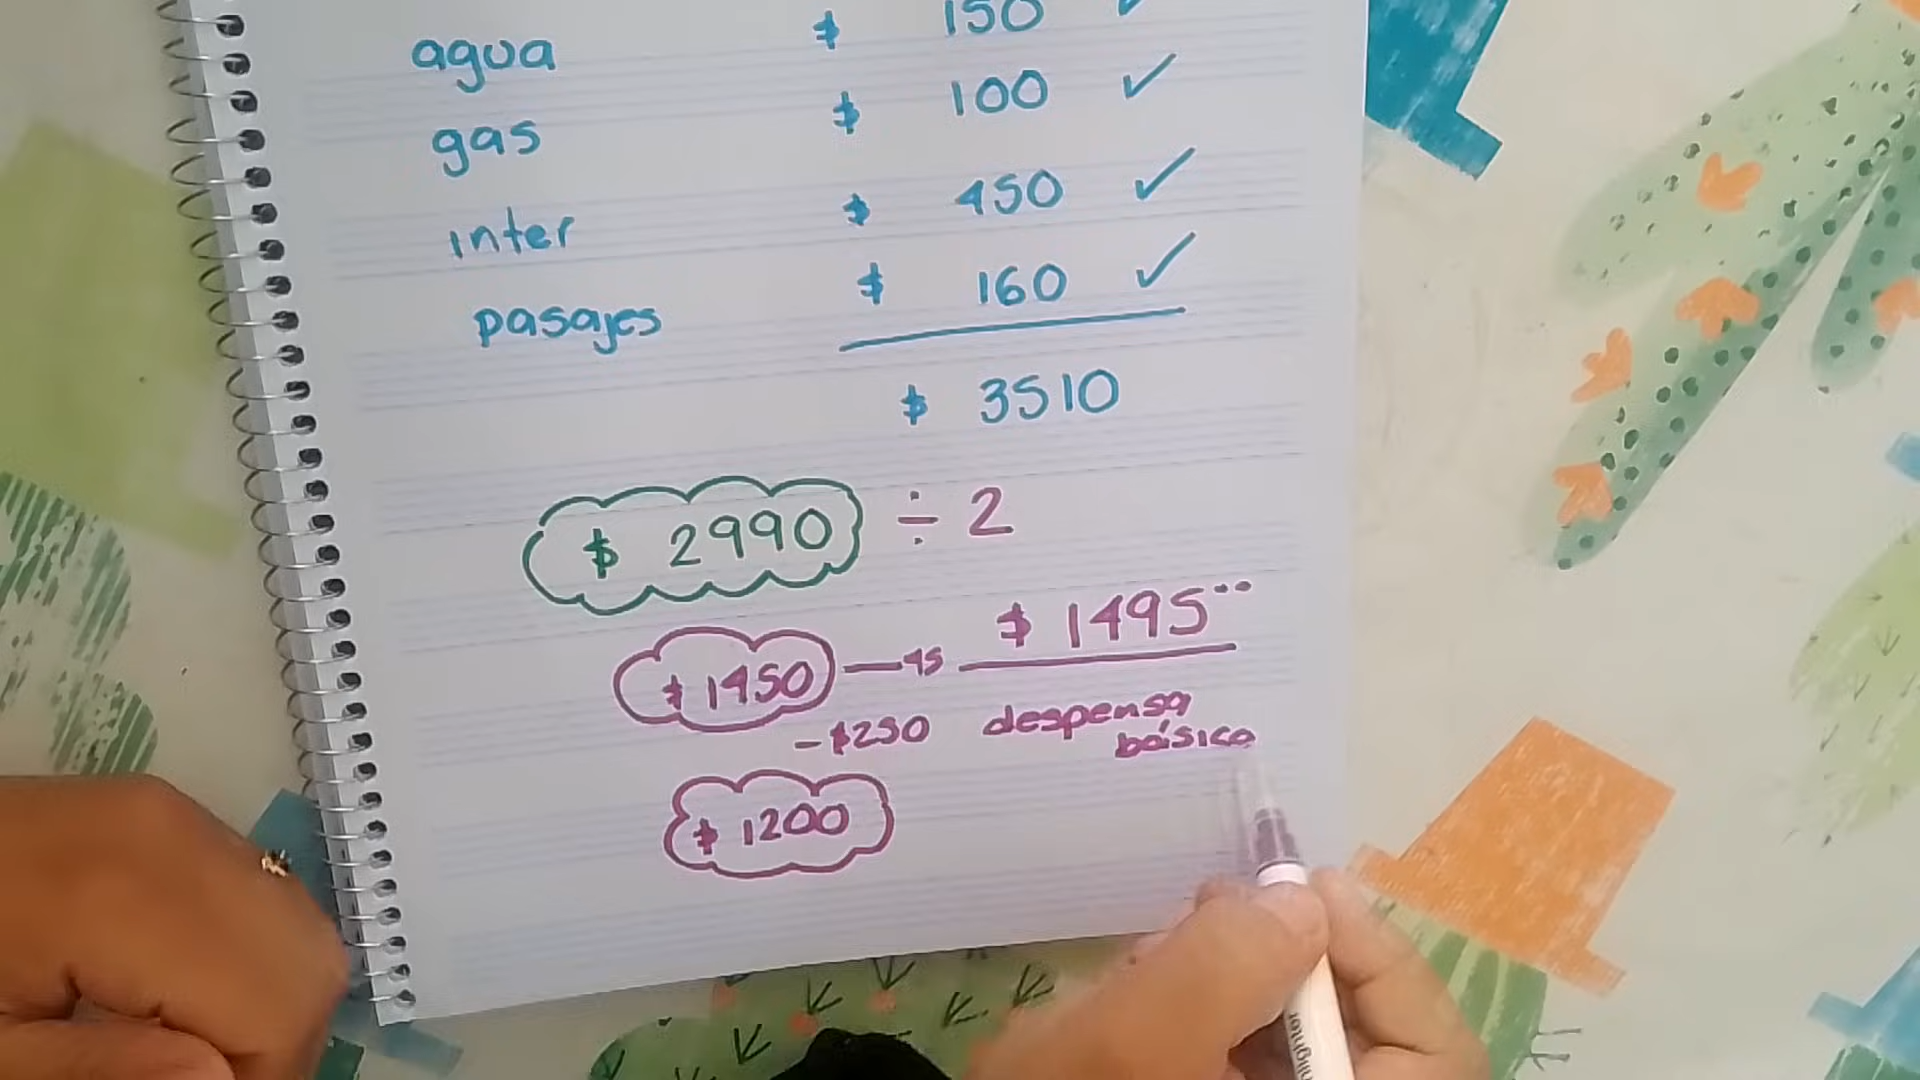 agua $ 150 ✓
gas $ 100 ✓
inter $ 450 ✓
pasajes $ 160 ✓
$ 3510
$ 2990 ÷ 2
$ 1495
$ 1450 — 45
- $250 despensa
básica
$ 1200